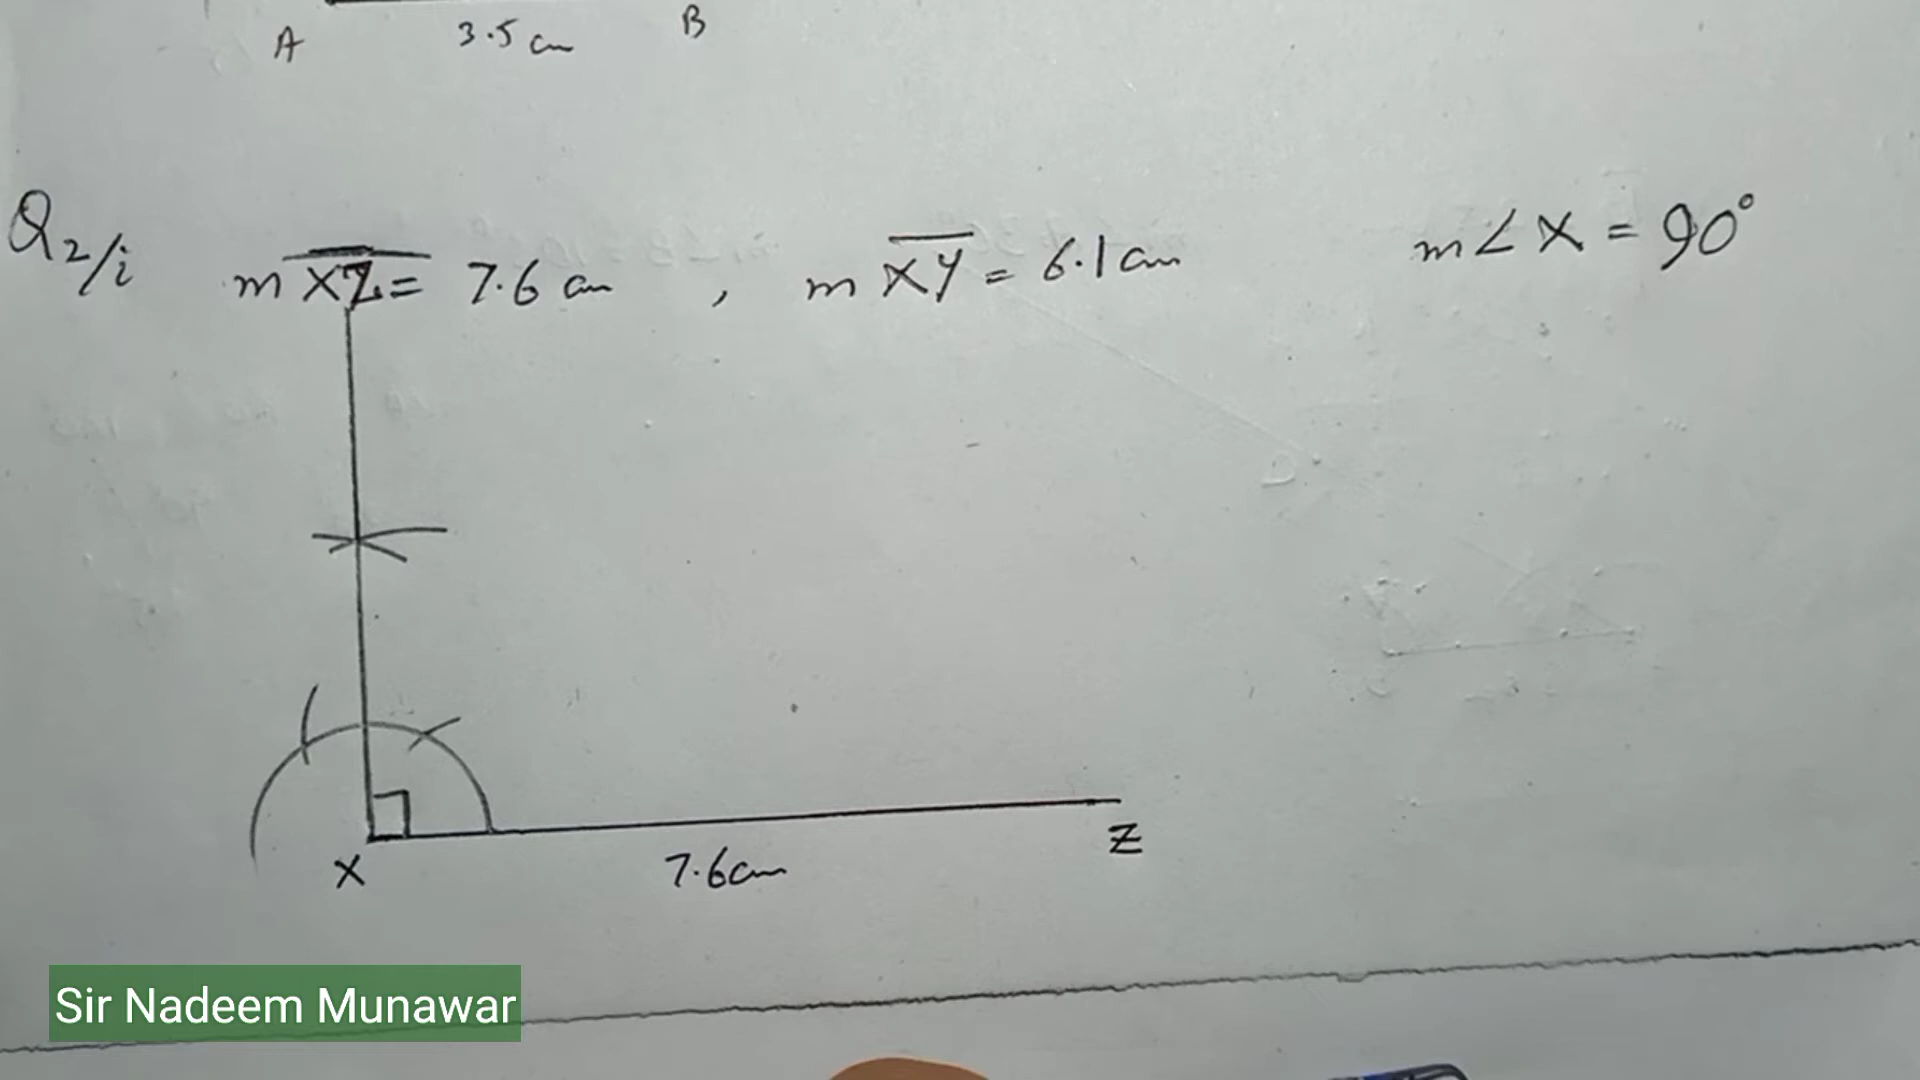 A 3.5 cm B
Q2/i m XZ = 7.6 cm , m XY = 6.1 cm m∠X = 90°
X 7.6cm Z
Sir Nadeem Munawar